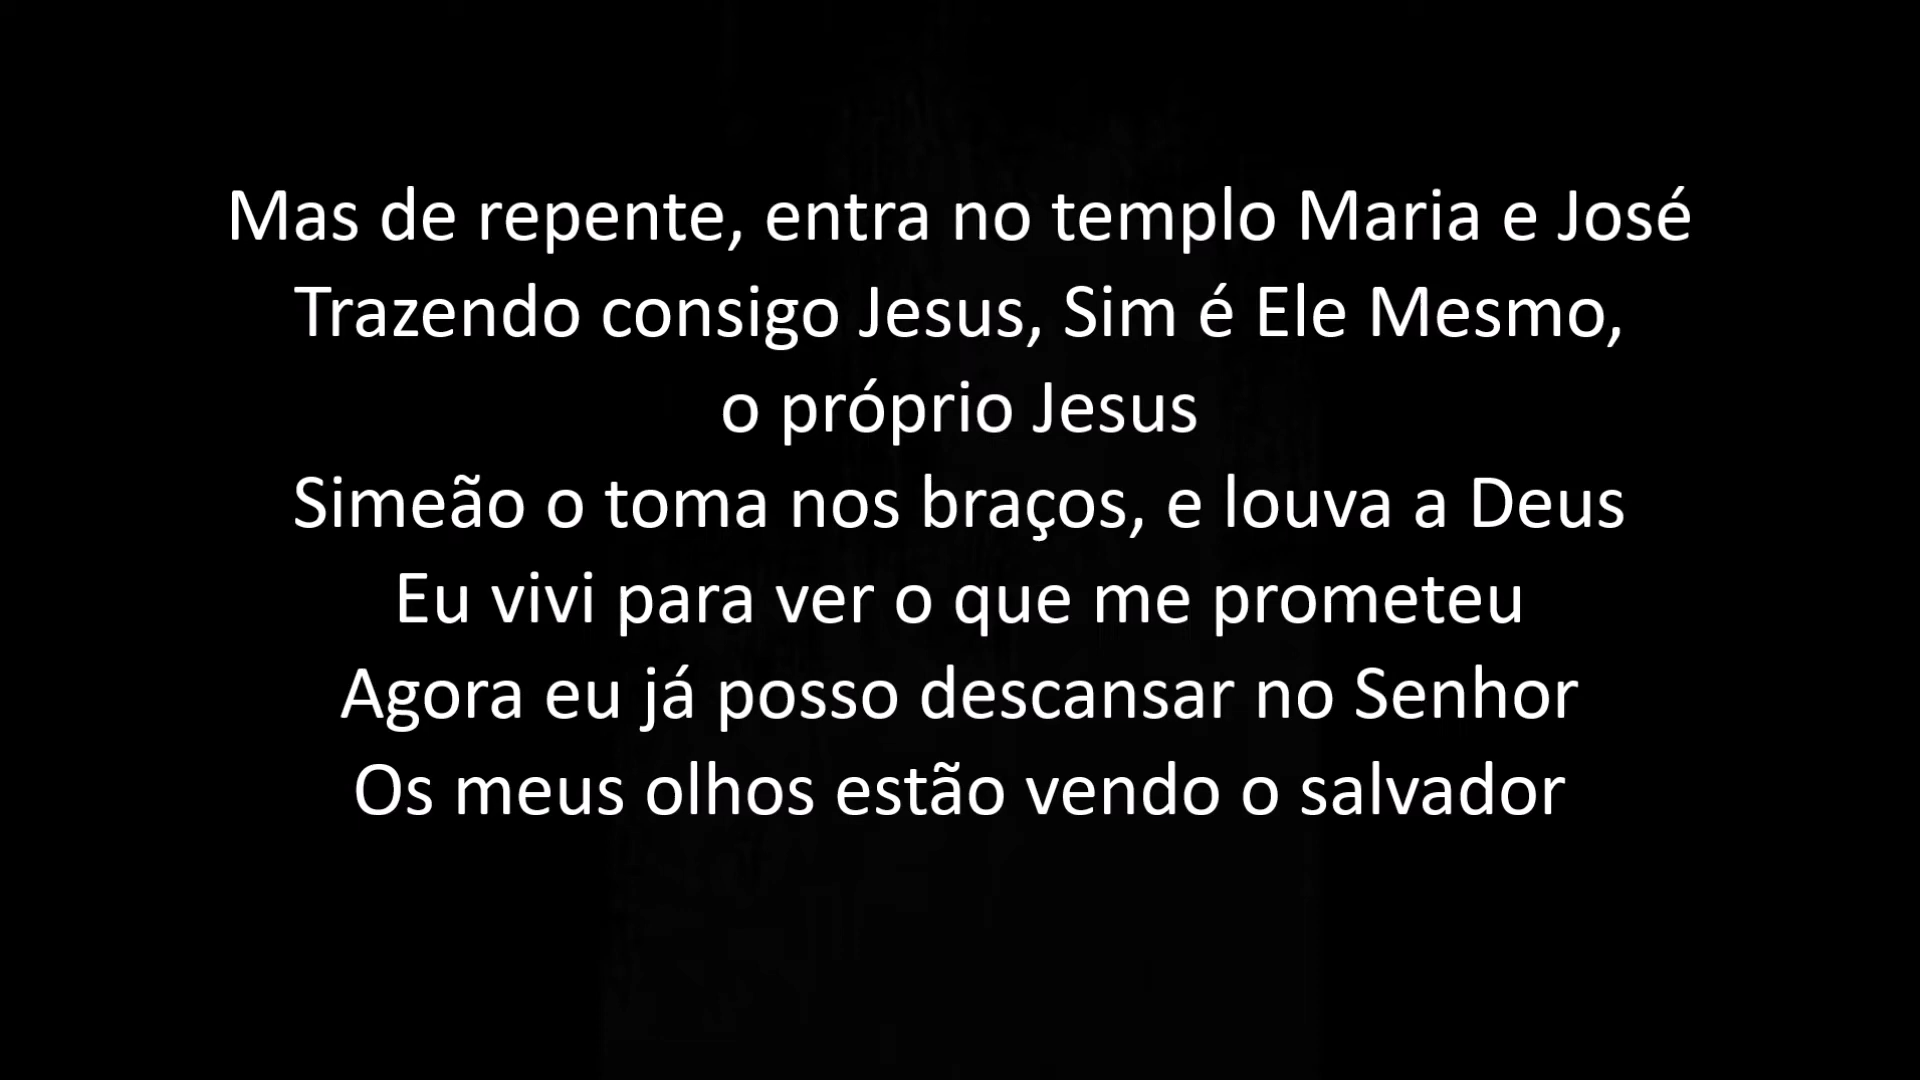 Mas de repente, entra no templo Maria e José
Trazendo consigo Jesus, Sim é Ele Mesmo,
o próprio Jesus
Simeão o toma nos braços, e louva a Deus
Eu vivi para ver o que me prometeu
Agora eu já posso descansar no Senhor
Os meus olhos estão vendo o salvador